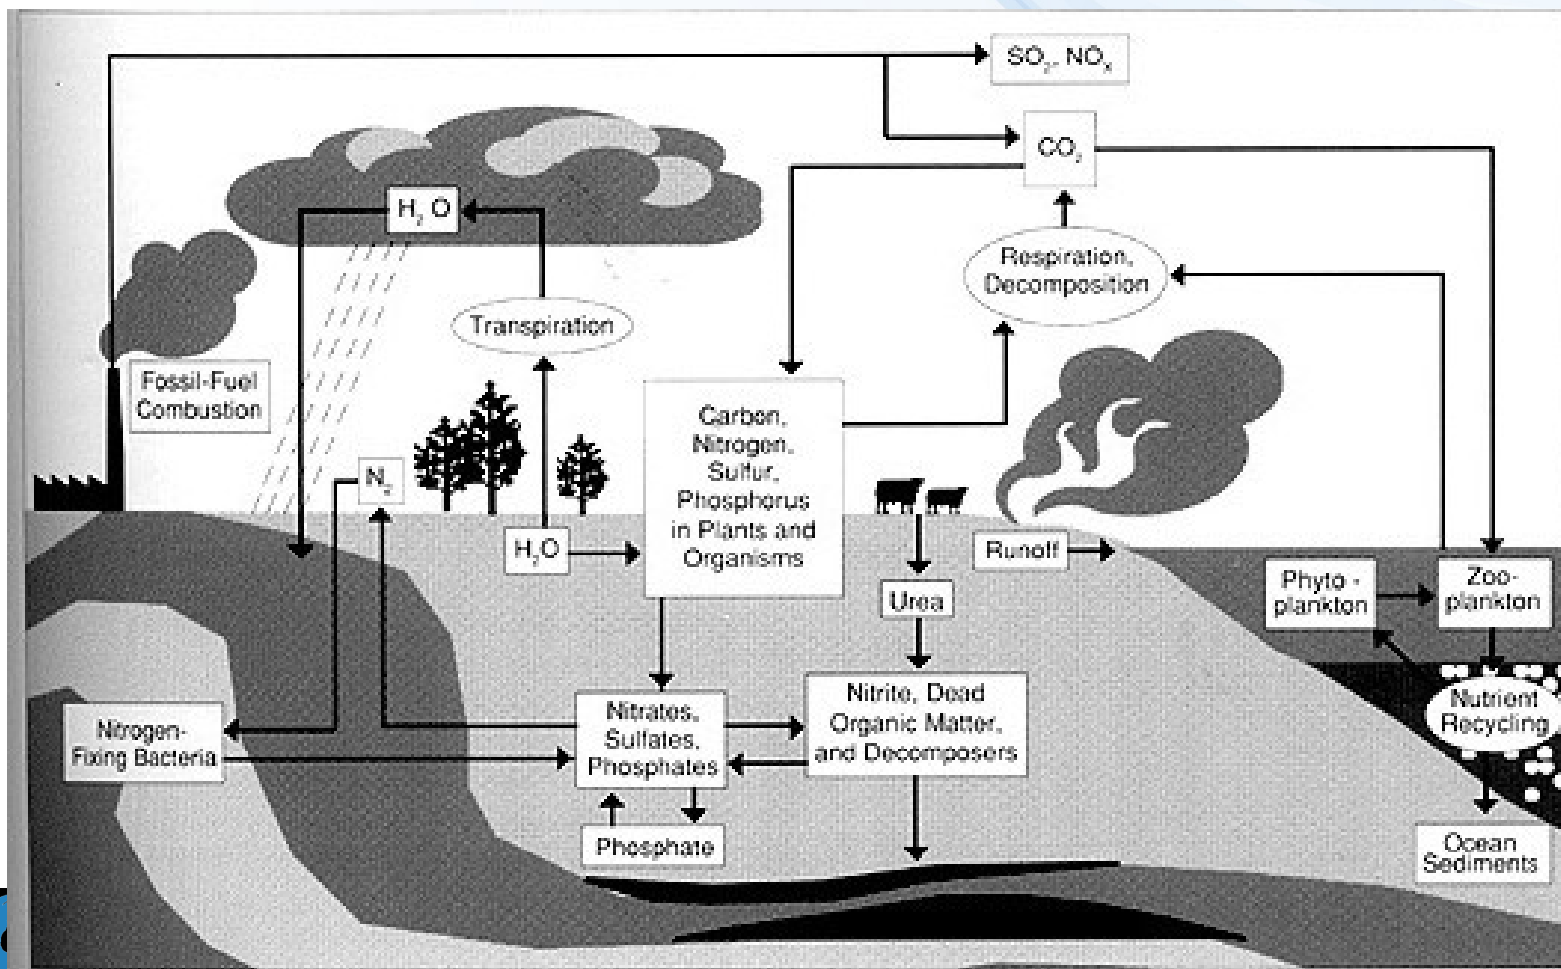 SO₂, NOₓ
CO₂
H₂O
Respiration,
Decomposition
Transpiration
Fossil-Fuel
Combustion
Carbon,
Nitrogen,
Sulfur,
Phosphorus
in Plants and
Organisms
N₂
H₂O
Runoff
Urea
Phyto-
plankton
Zoo-
plankton
Nitrates,
Sulfates,
Phosphates
Nitrite, Dead
Organic Matter,
and Decomposers
Nutrient
Recycling
Nitrogen-
Fixing Bacteria
Phosphate
Ocean
Sediments